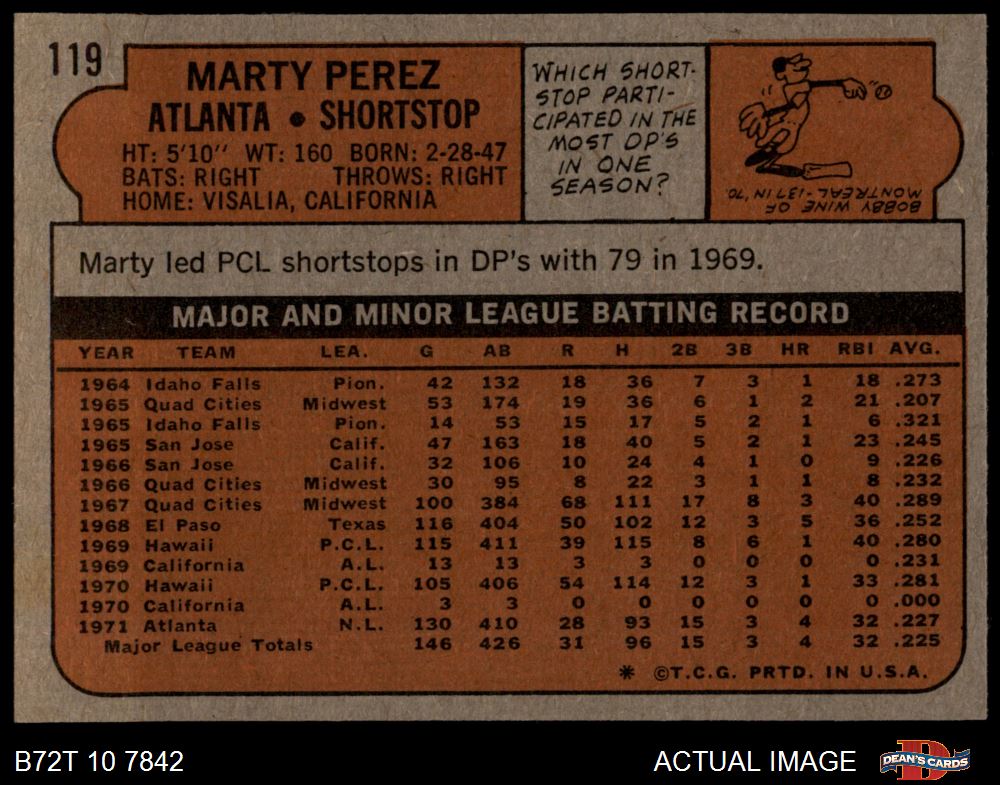 119
MARTY PEREZ
ATLANTA • SHORTSTOP
HT: 5'10" WT: 160 BORN: 2-28-47
BATS: RIGHT THROWS: RIGHT
HOME: VISALIA, CALIFORNIA
WHICH SHORT-
STOP PARTI-
CIPATED IN THE
MOST DP'S
IN ONE
SEASON?
BOBBY WINE OF
MONTREAL-137 IN '70.
Marty led PCL shortstops in DP's with 79 in 1969.
MAJOR AND MINOR LEAGUE BATTING RECORD
YEAR TEAM LEA. G AB R H 2B 3B HR RBI AVG.
1964 Idaho Falls Pion. 42 132 18 36 7 3 1 18 .273
1965 Quad Cities Midwest 53 174 19 36 6 1 2 21 .207
1965 Idaho Falls Pion. 14 53 15 17 5 2 1 6 .321
1965 San Jose Calif. 47 163 18 40 5 2 1 23 .245
1966 San Jose Calif. 32 106 10 24 4 1 0 9 .226
1966 Quad Cities Midwest 30 95 8 22 3 1 1 8 .232
1967 Quad Cities Midwest 100 384 68 111 17 8 3 40 .289
1968 El Paso Texas 116 404 50 102 12 3 5 36 .252
1969 Hawaii P.C.L. 115 411 39 115 8 6 1 40 .280
1969 California A.L. 13 13 3 3 0 0 0 0 .231
1970 Hawaii P.C.L. 105 406 54 114 12 3 1 33 .281
1970 California A.L. 3 3 0 0 0 0 0 0 .000
1971 Atlanta N.L. 130 410 28 93 15 3 4 32 .227
Major League Totals 146 426 31 96 15 3 4 32 .225
* ©T.C.G. PRTD. IN U.S.A.
B72T 10 7842
ACTUAL IMAGE
D
DEAN'S CARDS